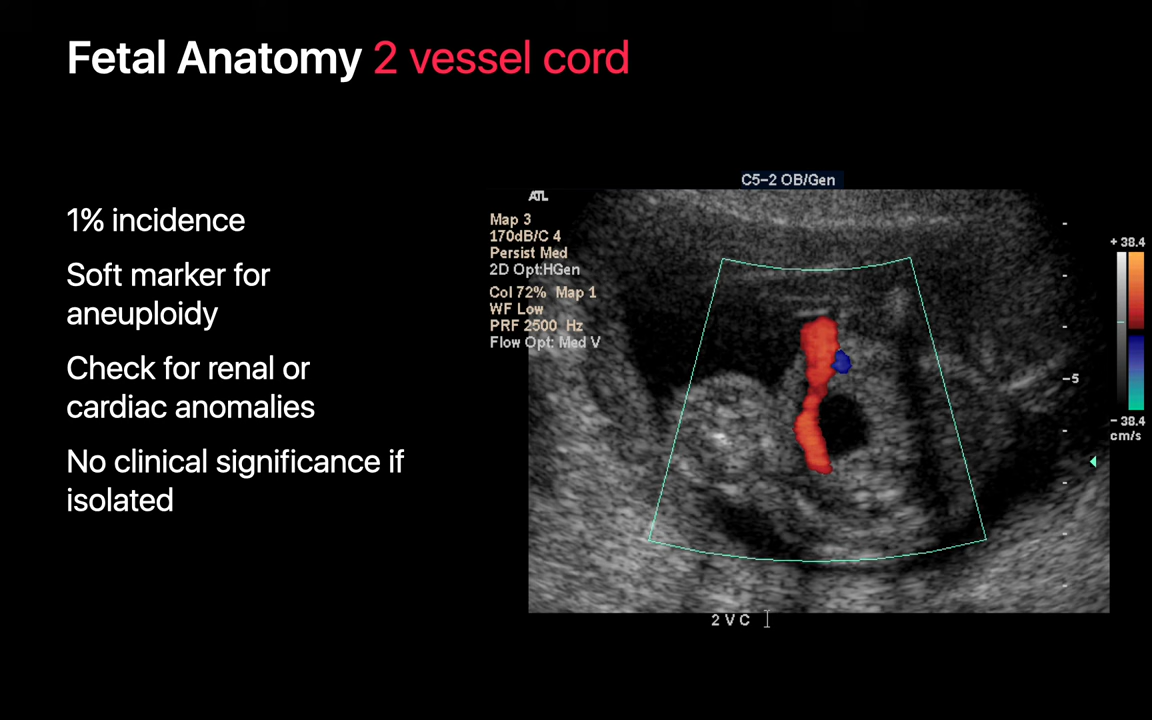 Fetal Anatomy 2 vessel cord
1% incidence
Soft marker for
aneuploidy
Check for renal or
cardiac anomalies
No clinical significance if
isolated
C5-2 OB/Gen
ATL
Map 3
170dB/C 4
Persist Med
2D Opt:HGen
Col 72% Map 1
WF Low
PRF 2500 Hz
Flow Opt: Med V
+ 38.4
-5
- 38.4
cm/s
2 V C